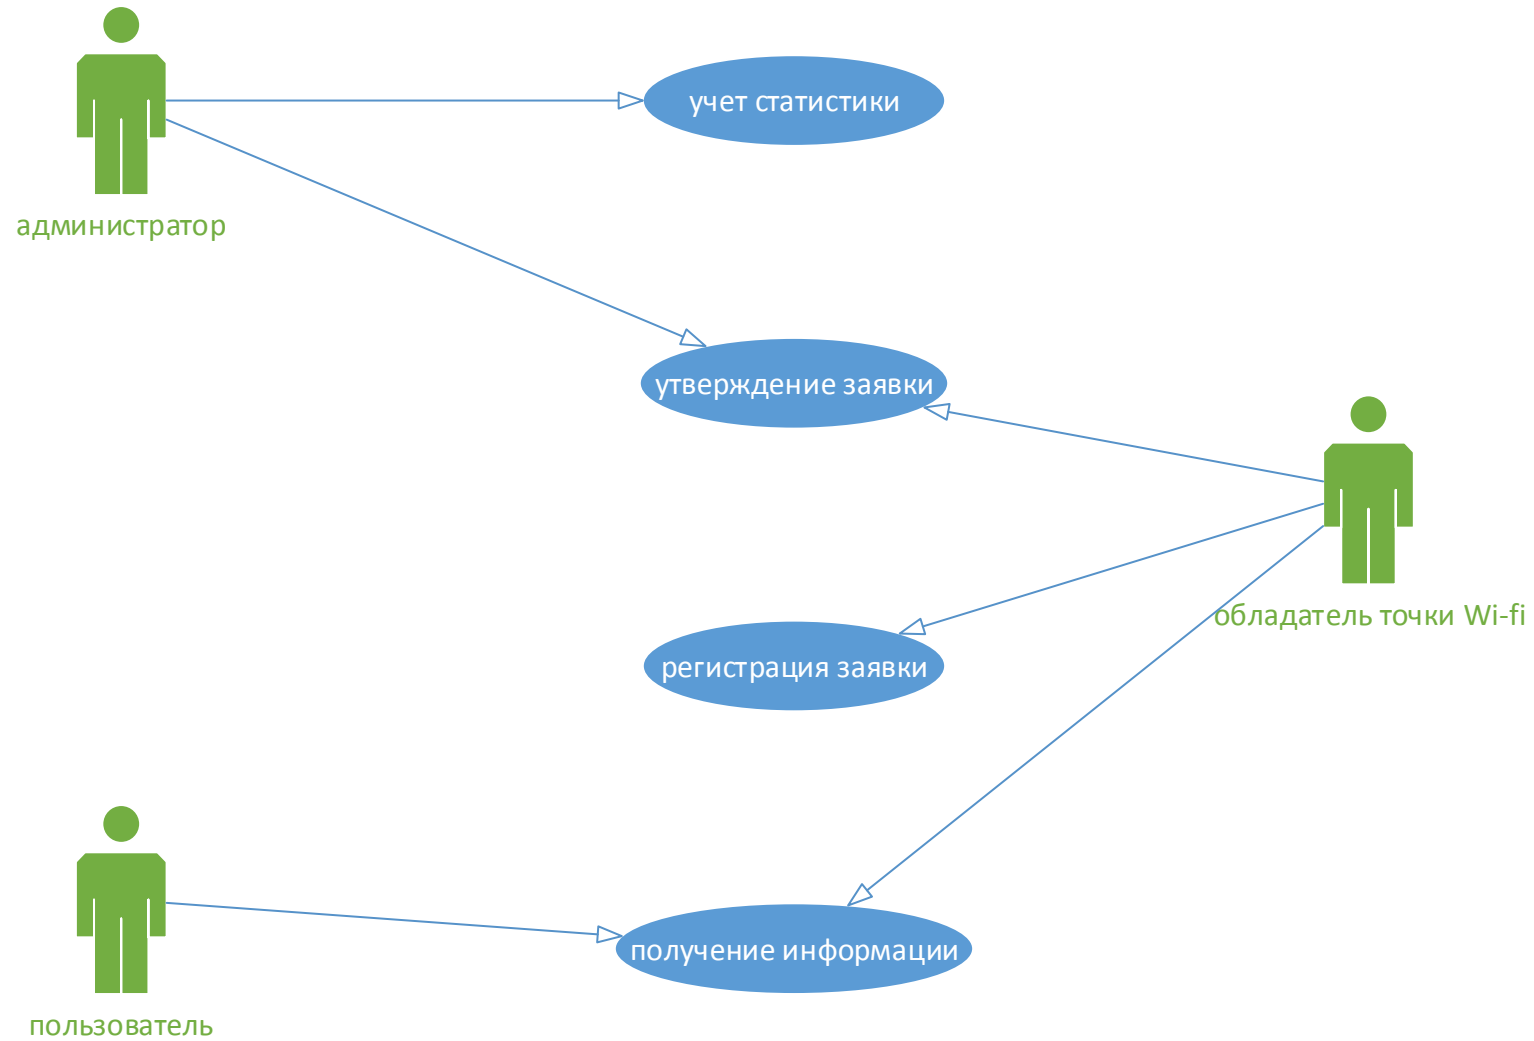 учет статистики
администратор
утверждение заявки
обладатель точки Wi-fi
регистрация заявки
получение информации
пользователь